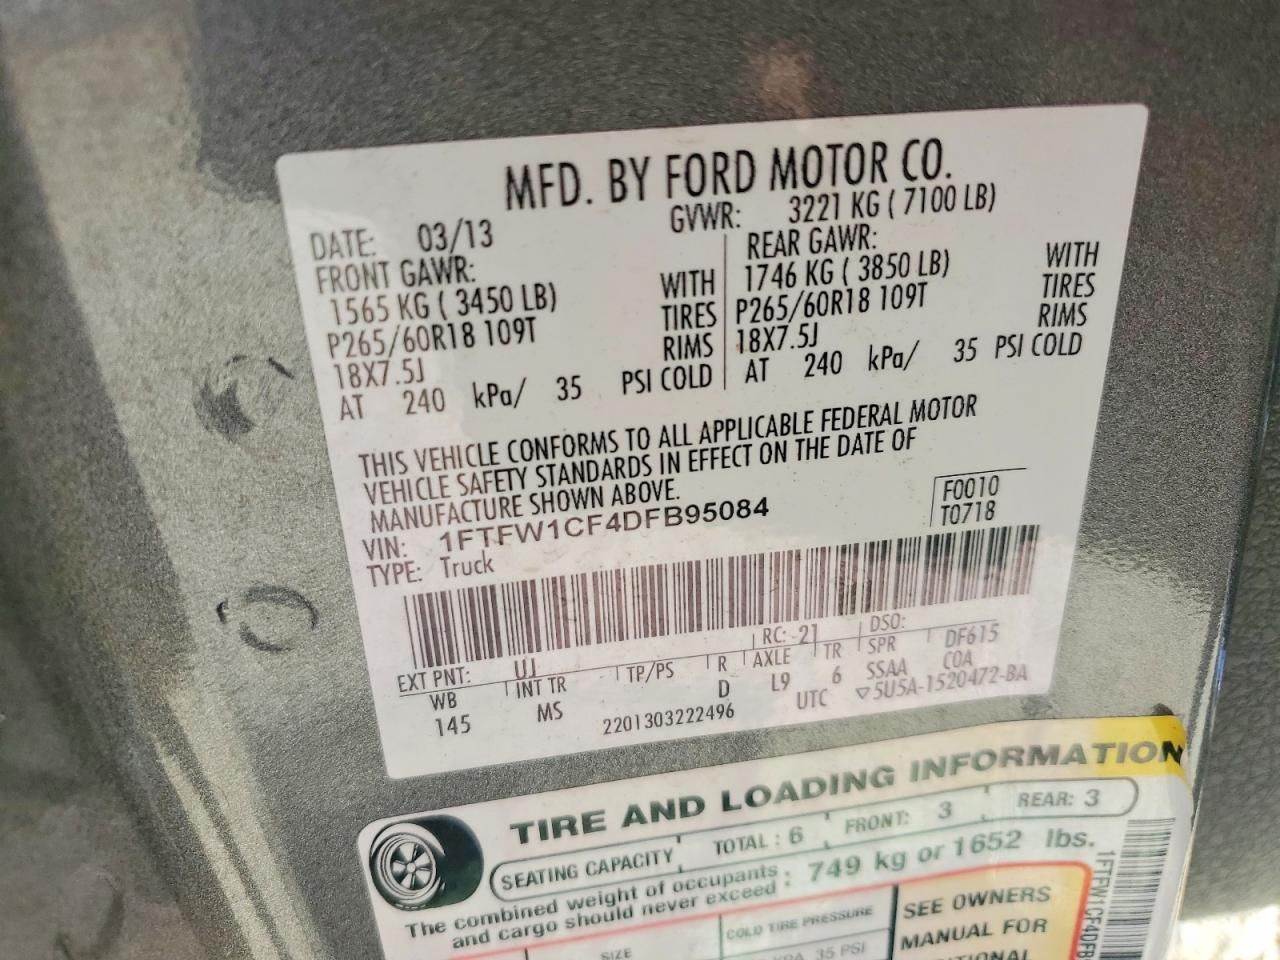 MFD. BY FORD MOTOR CO.
DATE: 03/13 GVWR: 3221 KG ( 7100 LB)
FRONT GAWR: REAR GAWR:
1565 KG ( 3450 LB) WITH 1746 KG ( 3850 LB) WITH
P265/60R18 109T TIRES P265/60R18 109T TIRES
18X7.5J RIMS 18X7.5J RIMS
AT 240 kPa/ 35 PSI COLD AT 240 kPa/ 35 PSI COLD
THIS VEHICLE CONFORMS TO ALL APPLICABLE FEDERAL MOTOR
VEHICLE SAFETY STANDARDS IN EFFECT ON THE DATE OF
MANUFACTURE SHOWN ABOVE.
F0010
T0718
VIN: 1FTFW1CF4DFB95084
TYPE: Truck
EXT PNT: UJ RC: 21 DSO:
WB INT TR TP/PS R AXLE TR SPR DF615
145 MS D L9 6 SSAA COA
2201303222496 UTC ▽5U5A-1520472-BA
TIRE AND LOADING INFORMATION
SEATING CAPACITY TOTAL : 6 FRONT: 3 REAR: 3
The combined weight of occupants
and cargo should never exceed : 749 kg or 1652 lbs.
SIZE COLD TIRE PRESSURE SEE OWNERS
35 PSI MANUAL FOR
1FTFW1CF4DFB